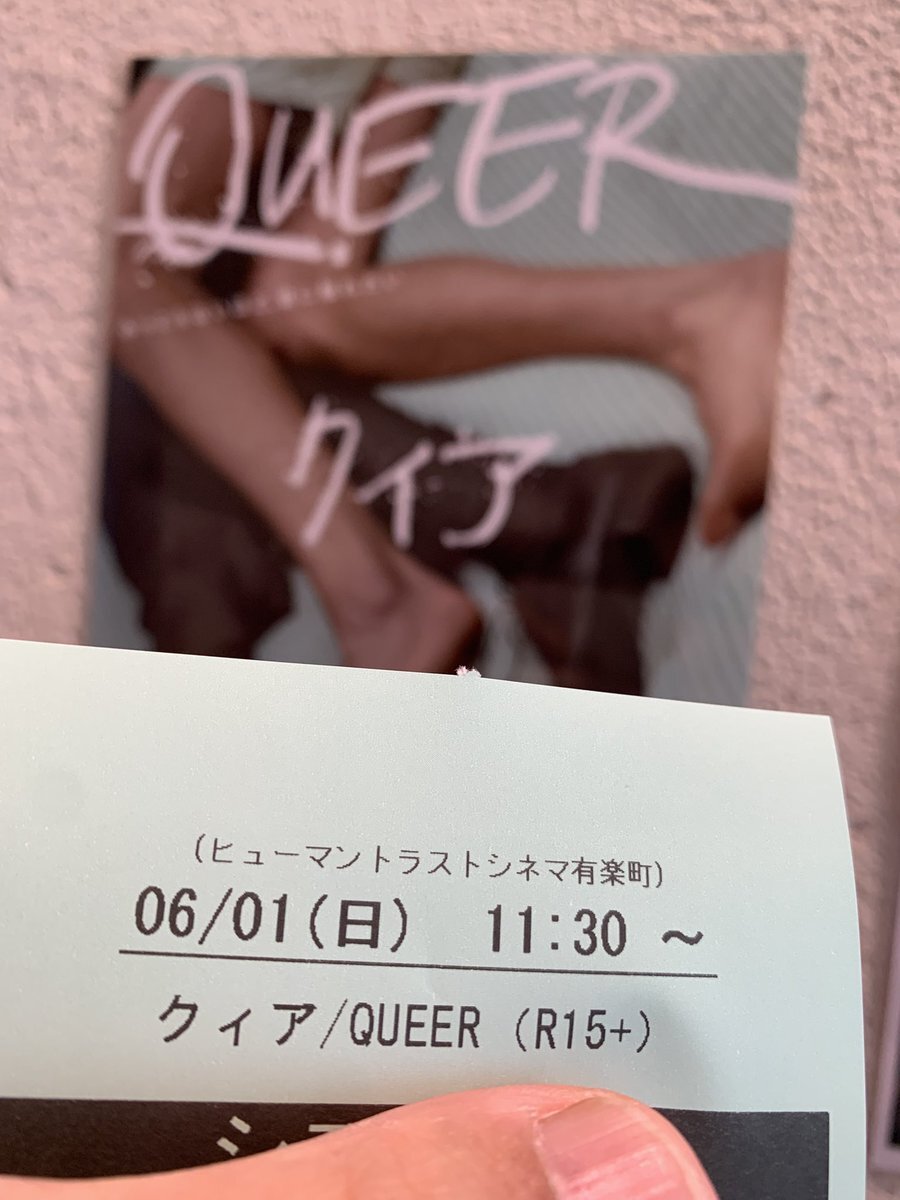 QUEER
クィア
(ヒューマントラストシネマ有楽町)
06/01(日) 11:30 ~
クィア/QUEER (R15+)